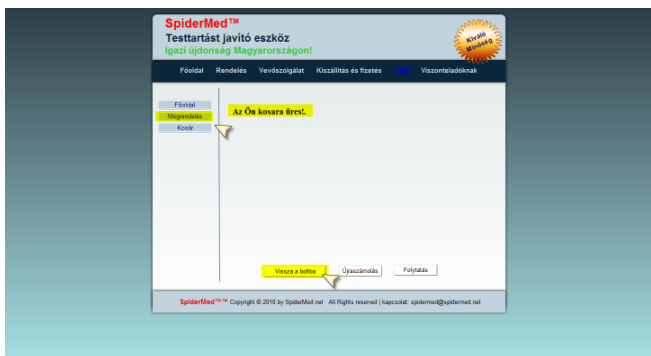 SpiderMed™
Testtartást javító eszköz
Igazi újdonság Magyarországon!
Kiváló
Minőség
Főoldal Rendelés Vevőszolgálat Kiszállítás és fizetés Viszonteladóknak
Főoldal
Megrendelés
Kosár
Az Ön kosara üres!.
Vissza a boltba Újraszámolás Folytatás
SpiderMed™ ™ Copyright © 2010 by SpiderMed.net - All Rights reserved | kapcsolat: spidermed@spidermed.net